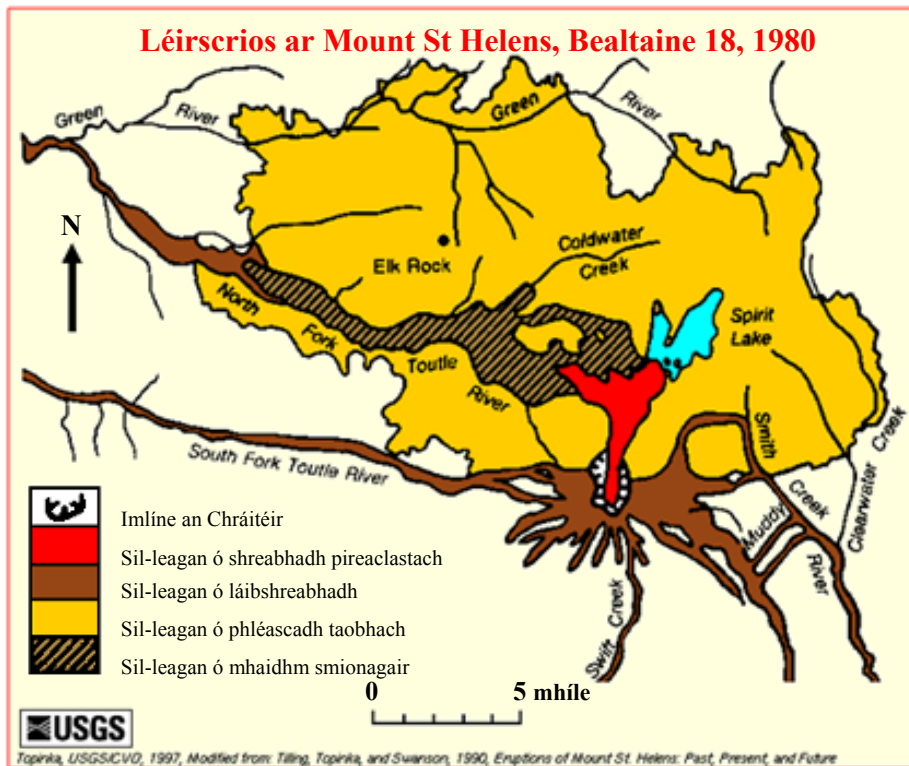 Léirscrios ar Mount St Helens, Bealtaine 18, 1980
Green
River
Green
River
N
Coldwater
Creek
Elk Rock
North
Fork
Toutle
River
Spirit
Lake
South Fork Toutle River
Smith
Creek
Clearwater Creek
Muddy
River
Swift Creek
Imlíne an Chráitéir
Sil-leagan ó shreabhadh pireaclastach
Sil-leagan ó láibshreabhadh
Sil-leagan ó phléascadh taobhach
Sil-leagan ó mhaidhm smionagair
0 5 mhíle
USGS
Topinka, USGS/CVO, 1997, Modified from: Tilling, Topinka, and Swanson, 1990, Eruptions of Mount St. Helens: Past, Present, and Future